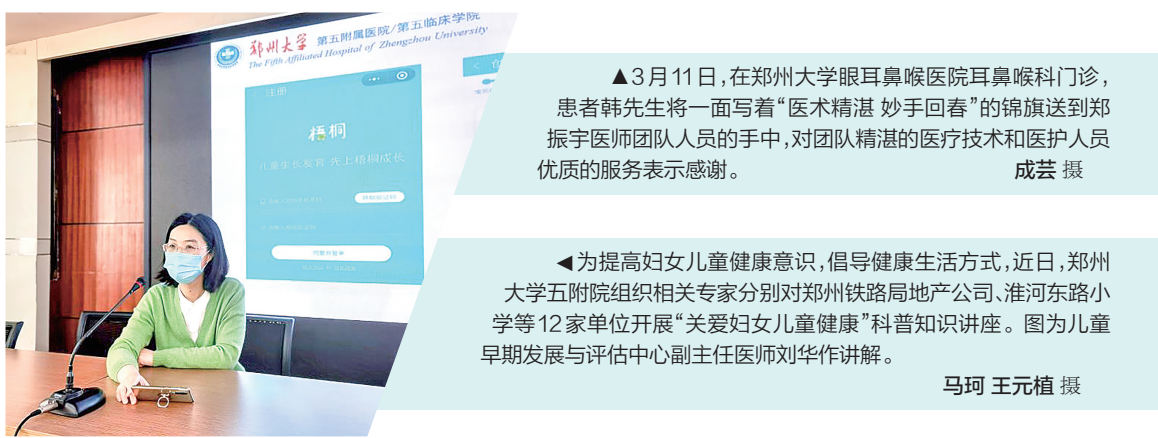 郑州大学 第五附属医院/第五临床学院
The Fifth Affiliated Hospital of Zhengzhou University
注册
梧桐
儿童生长发育 先上梧桐成长
▲3月11日，在郑州大学眼耳鼻喉医院耳鼻喉科门诊，
患者韩先生将一面写着“医术精湛 妙手回春”的锦旗送到郑
振宇医师团队人员的手中，对团队精湛的医疗技术和医护人员
优质的服务表示感谢。 成芸 摄
◀为提高妇女儿童健康意识，倡导健康生活方式，近日，郑州
大学五附院组织相关专家分别对郑州铁路局地产公司、淮河东路小
学等12家单位开展“关爱妇女儿童健康”科普知识讲座。图为儿童
早期发展与评估中心副主任医师刘华作讲解。
马珂 王元植 摄